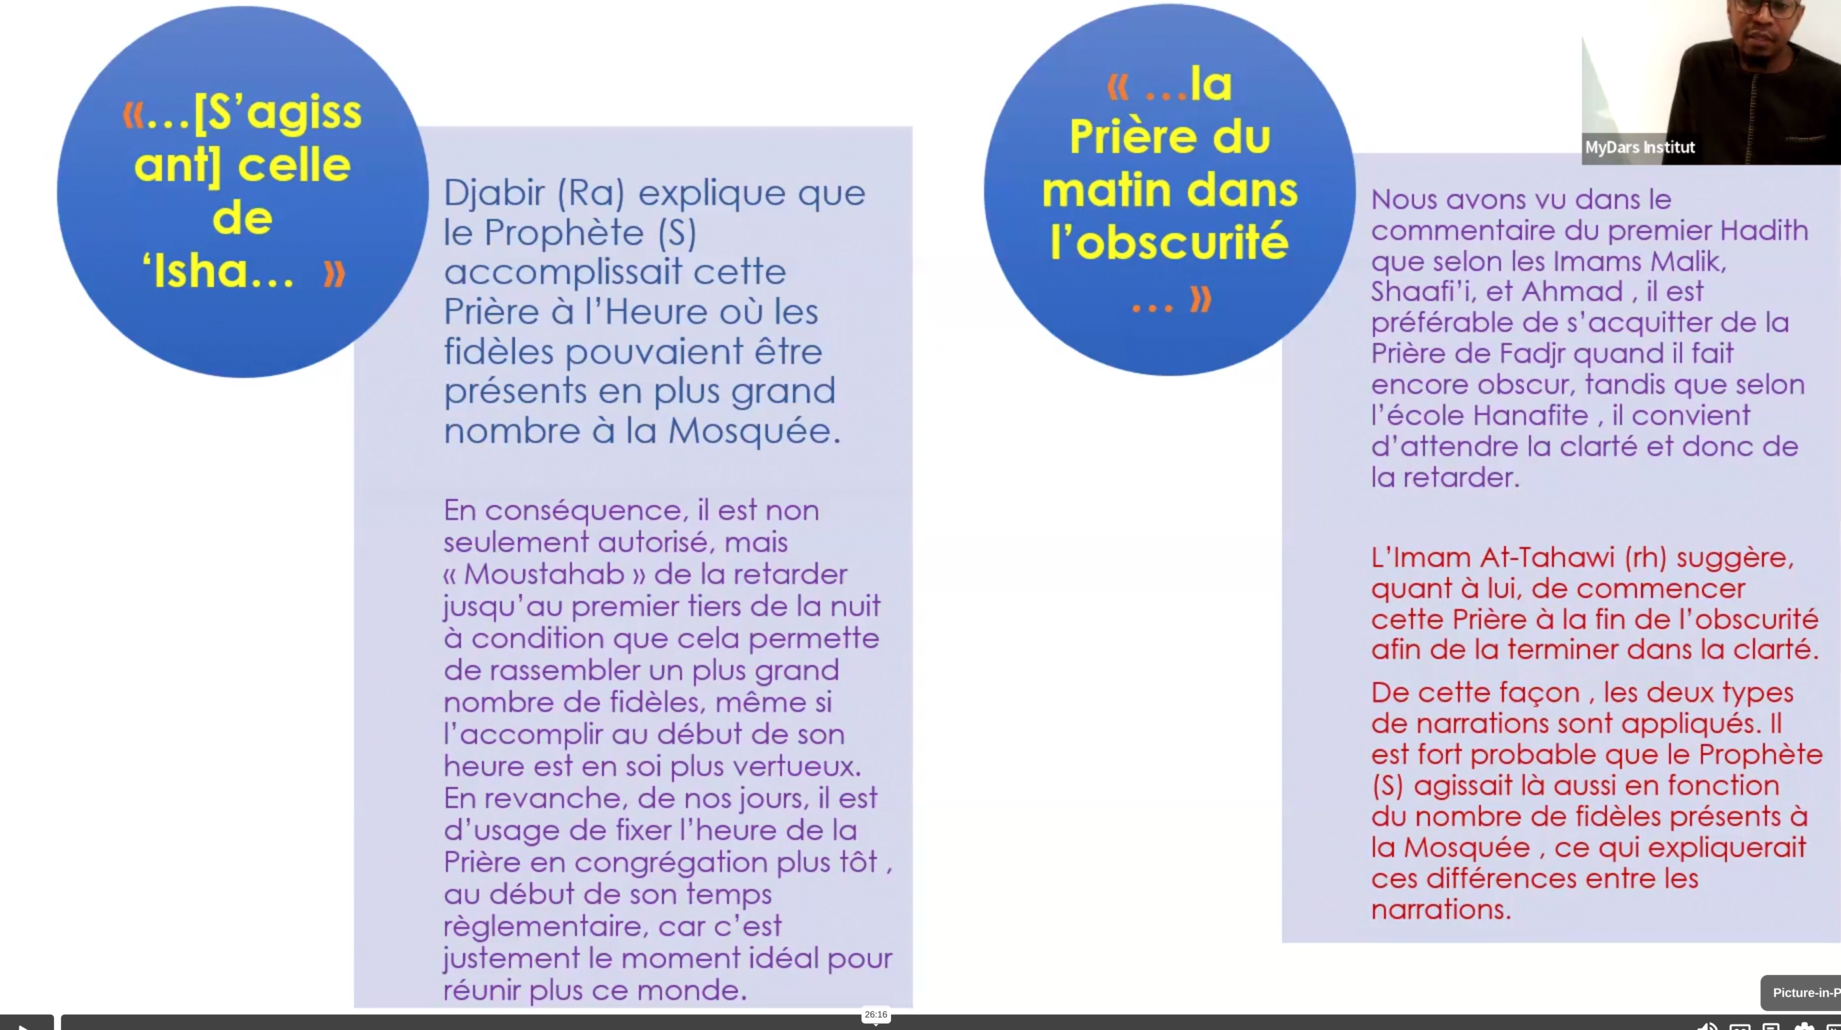 «…[S’agiss
ant] celle
de
‘Isha… »
Djabir (Ra) explique que
le Prophète (S)
accomplissait cette
Prière à l’Heure où les
fidèles pouvaient être
présents en plus grand
nombre à la Mosquée.
En conséquence, il est non
seulement autorisé, mais
« Moustahab » de la retarder
jusqu’au premier tiers de la nuit
à condition que cela permette
de rassembler un plus grand
nombre de fidèles, même si
l’accomplir au début de son
heure est en soi plus vertueux.
En revanche, de nos jours, il est
d’usage de fixer l’heure de la
Prière en congrégation plus tôt ,
au début de son temps
règlementaire, car c’est
justement le moment idéal pour
réunir plus ce monde.
« …la
Prière du
matin dans
l’obscurité
… »
MyDars Institut
Nous avons vu dans le
commentaire du premier Hadith
que selon les Imams Malik,
Shaafi’i, et Ahmad , il est
préférable de s’acquitter de la
Prière de Fadjr quand il fait
encore obscur, tandis que selon
l’école Hanafite , il convient
d’attendre la clarté et donc de
la retarder.
L’Imam At-Tahawi (rh) suggère,
quant à lui, de commencer
cette Prière à la fin de l’obscurité
afin de la terminer dans la clarté.
De cette façon , les deux types
de narrations sont appliqués. Il
est fort probable que le Prophète
(S) agissait là aussi en fonction
du nombre de fidèles présents à
la Mosquée , ce qui expliquerait
ces différences entre les
narrations.
Picture-in-P
26:16